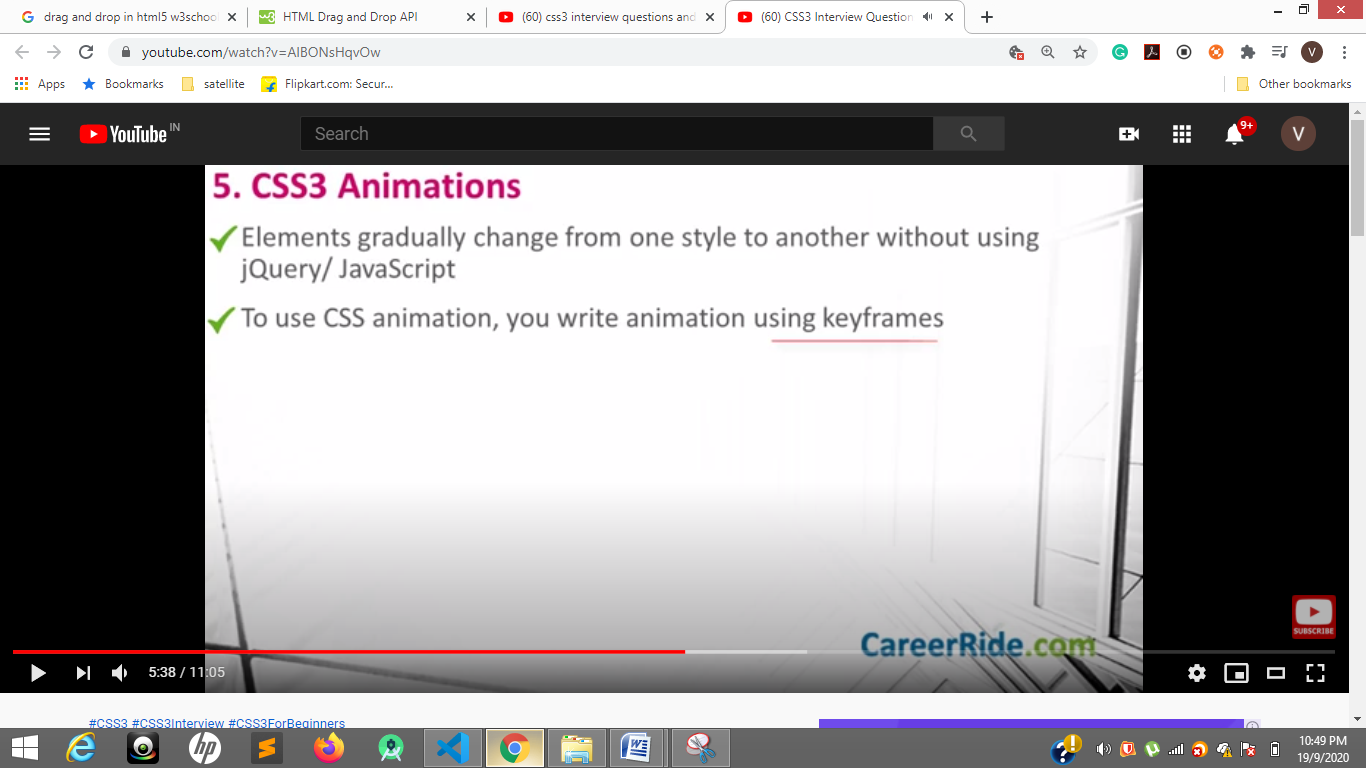 drag and drop in html5 w3school
HTML Drag and Drop API
(60) css3 interview questions and
(60) CSS3 Interview Question
youtube.com/watch?v=AIBONsHqvOw
V
Apps
Bookmarks
satellite
Flipkart.com: Secur...
Other bookmarks
YouTube IN
Search
9+
V
5. CSS3 Animations
Elements gradually change from one style to another without using
jQuery/ JavaScript
To use CSS animation, you write animation using keyframes
SUBSCRIBE
CareerRide.com
5:38 / 11:05
#CSS3 #CSS3Interview #CSS3ForBeginners
10:49 PM
19/9/2020